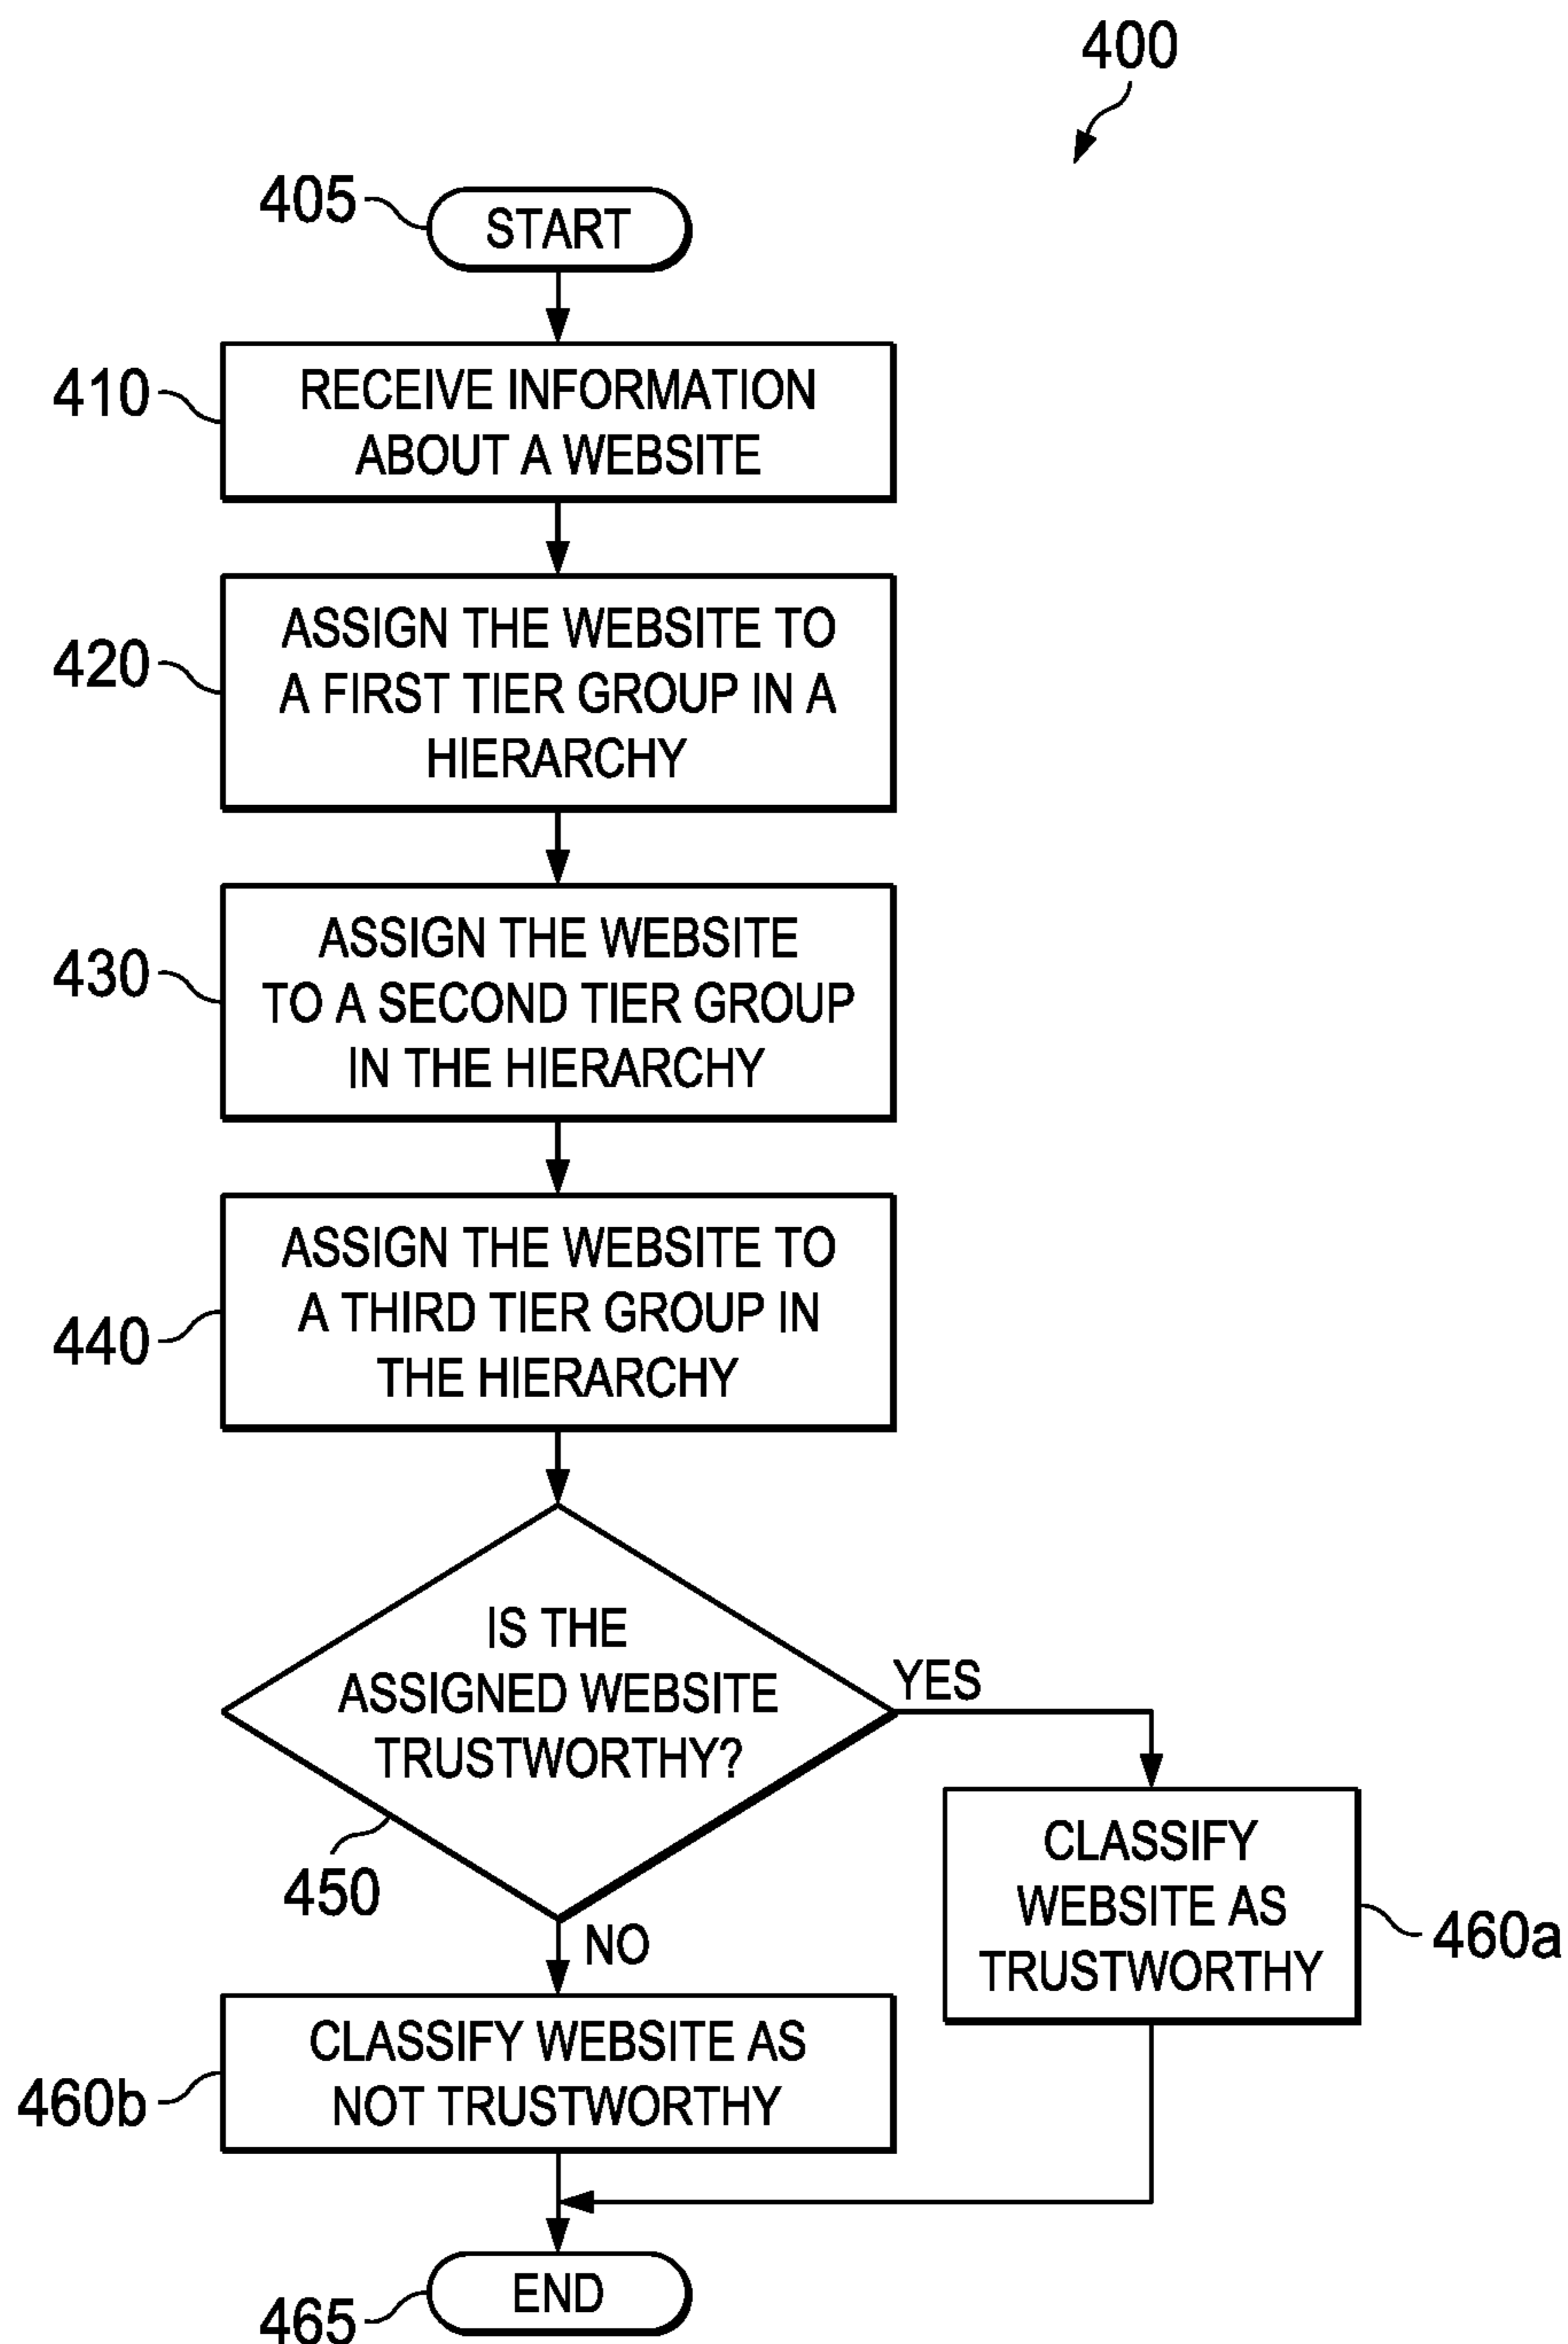 400
405
START
410
RECEIVE INFORMATION
ABOUT A WEBSITE
420
ASSIGN THE WEBSITE TO
A FIRST TIER GROUP IN A
HIERARCHY
430
ASSIGN THE WEBSITE
TO A SECOND TIER GROUP
IN THE HIERARCHY
440
ASSIGN THE WEBSITE TO
A THIRD TIER GROUP IN
THE HIERARCHY
IS THE
ASSIGNED WEBSITE
TRUSTWORTHY?
450
YES
CLASSIFY
WEBSITE AS
TRUSTWORTHY
460a
NO
CLASSIFY WEBSITE AS
NOT TRUSTWORTHY
460b
END
465